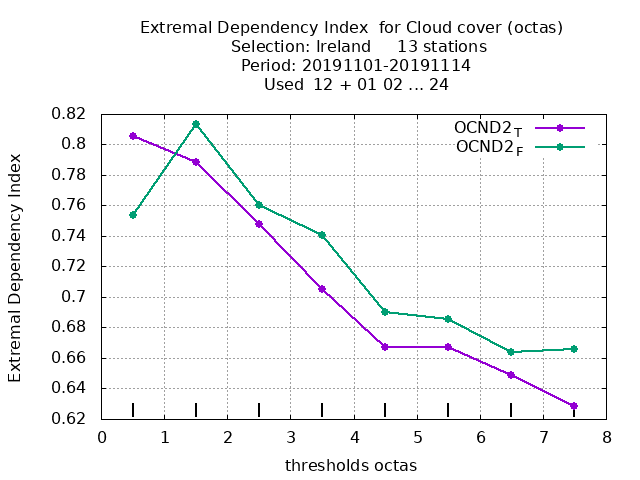 Extremal Dependency Index  for Cloud cover (octas)
Selection: Ireland     13 stations
Period: 20191101-20191114
Used  12 + 01 02 ... 24
0.82
0.8
0.78
0.76
0.74
0.72
0.7
0.68
0.66
0.64
0.62
Extremal Dependency Index
OCND2T
OCND2F
0 1 2 3 4 5 6 7 8
thresholds octas